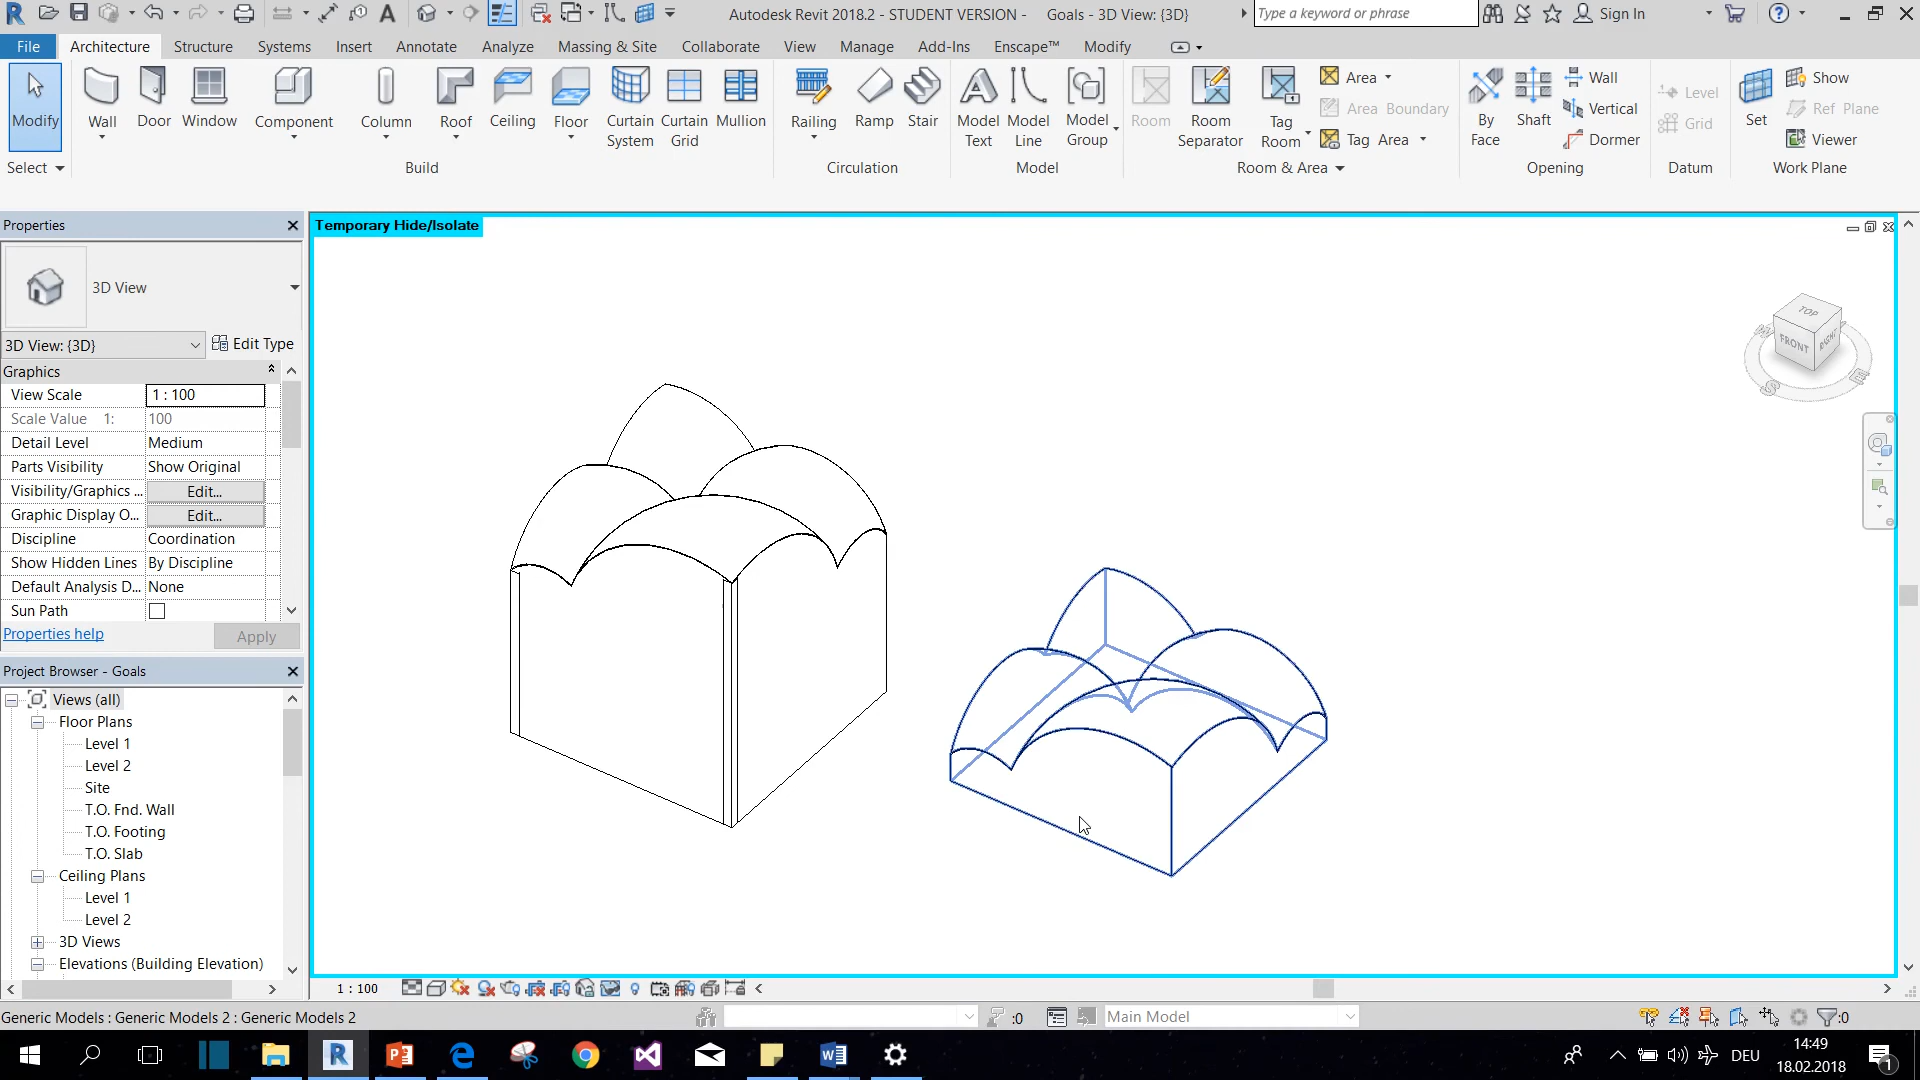 Autodesk Revit 2018.2 - STUDENT VERSION - Goals - 3D View: {3D}
Type a keyword or phrase
Sign In
File Architecture Structure Systems Insert Annotate Analyze Massing & Site Collaborate View Manage Add-Ins Enscape™ Modify
Modify
Wall
Door
Window
Component
Column
Roof
Ceiling
Floor
Curtain System
Curtain Grid
Mullion
Railing
Ramp
Stair
Model Text
Model Line
Model Group
Room
Room Separator
Tag Room
Area
Area Boundary
Tag Area
By Face
Shaft
Wall
Vertical
Dormer
Level
Grid
Set
Show
Ref Plane
Viewer
Select
Build
Circulation
Model
Room & Area
Opening
Datum
Work Plane
Properties
3D View
3D View: {3D}
Edit Type
Graphics
View Scale 1 : 100
Scale Value 1: 100
Detail Level Medium
Parts Visibility Show Original
Visibility/Graphics ... Edit...
Graphic Display O... Edit...
Discipline Coordination
Show Hidden Lines By Discipline
Default Analysis D... None
Sun Path
Properties help
Apply
Project Browser - Goals
Views (all)
Floor Plans
Level 1
Level 2
Site
T.O. Fnd. Wall
T.O. Footing
T.O. Slab
Ceiling Plans
Level 1
Level 2
3D Views
Elevations (Building Elevation)
Temporary Hide/Isolate
TOP
FRONT
RIGHT
S
E
1 : 100
Generic Models : Generic Models 2 : Generic Models 2
:0
Main Model
:0
DEU
14:49
18.02.2018
1